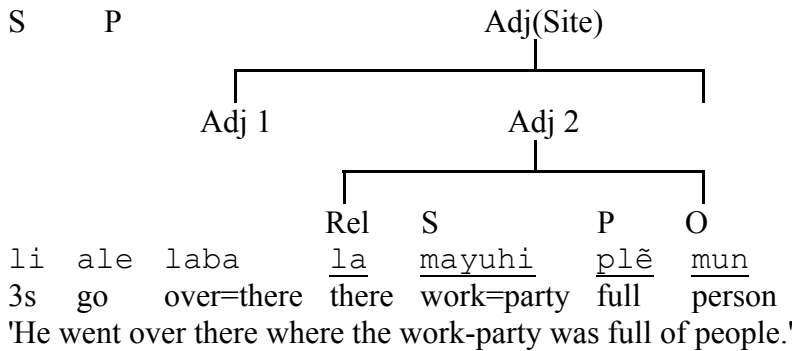 S P Adj(Site)
Adj 1 Adj 2
Rel S P O
li ale laba la mayuhi plẽ mun
3s go over=there there work=party full person
'He went over there where the work-party was full of people.'